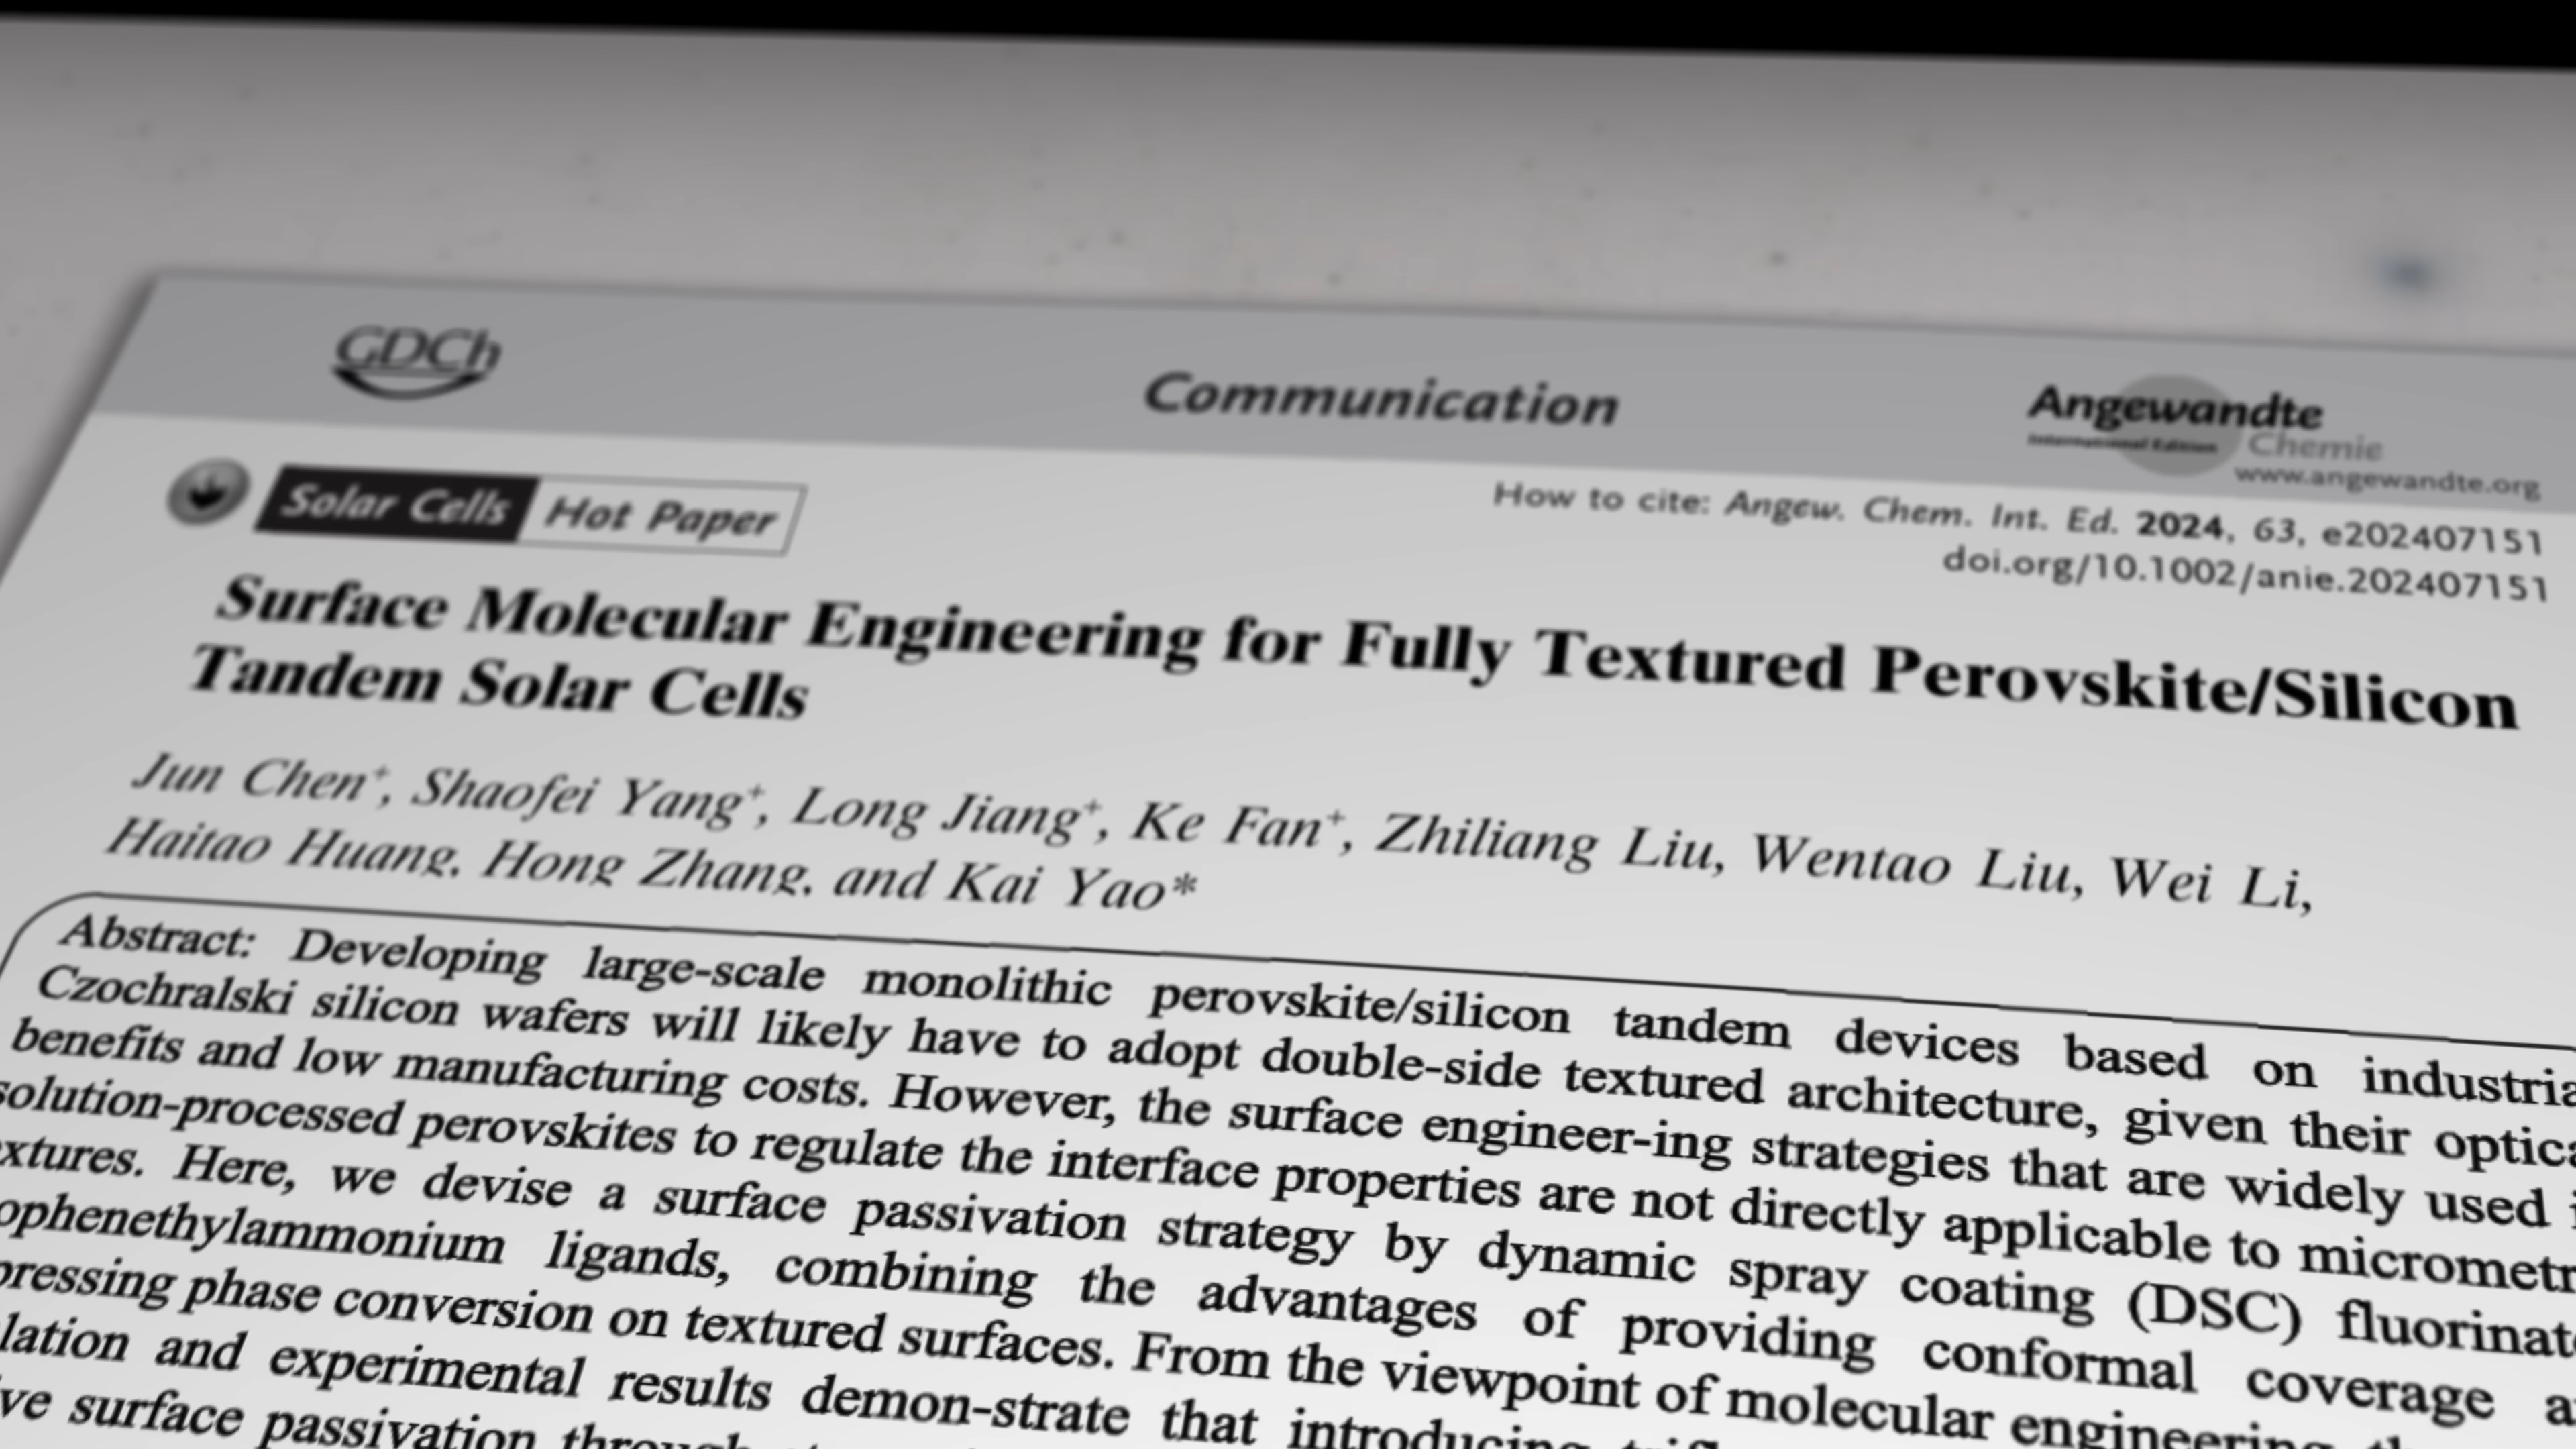 GDCh
Communication
Angewandte
International Edition
Chemie
www.angewandte.org
Solar Cells Hot Paper
How to cite: Angew. Chem. Int. Ed. 2024, 63, e202407151
doi.org/10.1002/anie.202407151
Surface Molecular Engineering for Fully Textured Perovskite/Silicon
Tandem Solar Cells
Jun Chen+, Shaofei Yang+, Long Jiang+, Ke Fan+, Zhiliang Liu, Wentao Liu, Wei Li,
Haitao Huang, Hong Zhang, and Kai Yao*
Abstract: Developing large-scale monolithic perovskite/silicon tandem devices based on
Czochralski silicon wafers will likely have to adopt double-side textured architecture, given their
benefits and low manufacturing costs. However, the surface engineer-ing strategies that are widely used
solution-processed perovskites to regulate the interface properties are not directly applicable to
Here, we devise a surface passivation strategy by dynamic spray coating (DSC)
ligands, combining the advantages of providing conformal coverage
phase conversion on textured surfaces. From the viewpoint of molecular engineering,
and experimental results demon-strate that introducing
surface passivation through